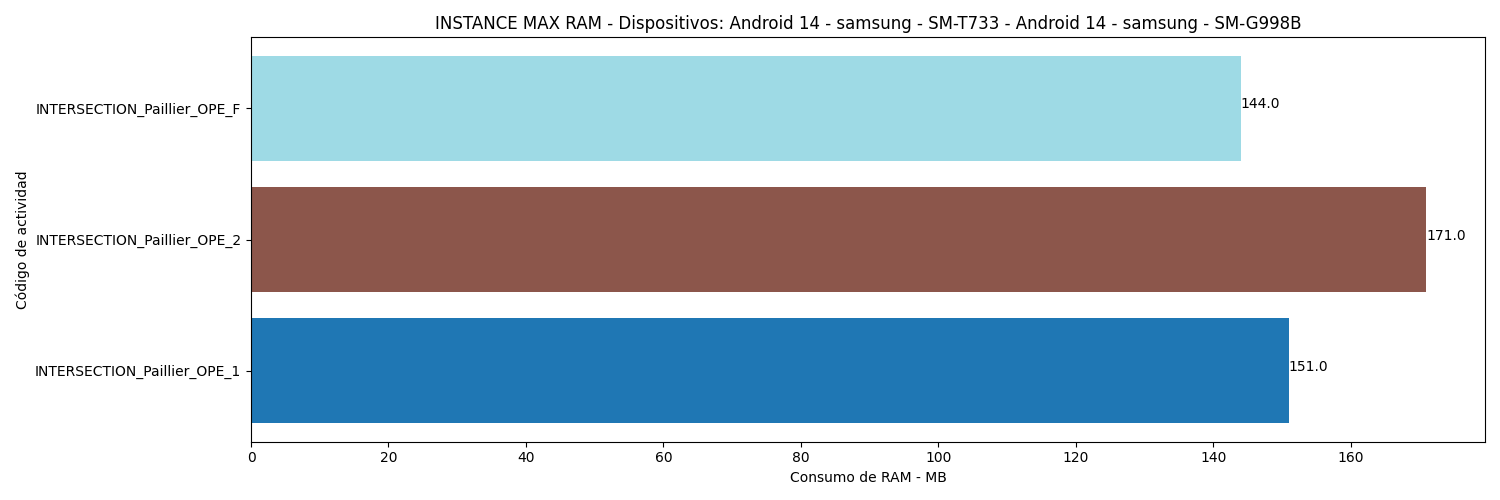 INSTANCE MAX RAM - Dispositivos: Android 14 - samsung - SM-T733 - Android 14 - samsung - SM-G998B
Código de actividad
INTERSECTION_Paillier_OPE_F
144.0
INTERSECTION_Paillier_OPE_2
171.0
INTERSECTION_Paillier_OPE_1
151.0
0 20 40 60 80 100 120 140 160
Consumo de RAM - MB